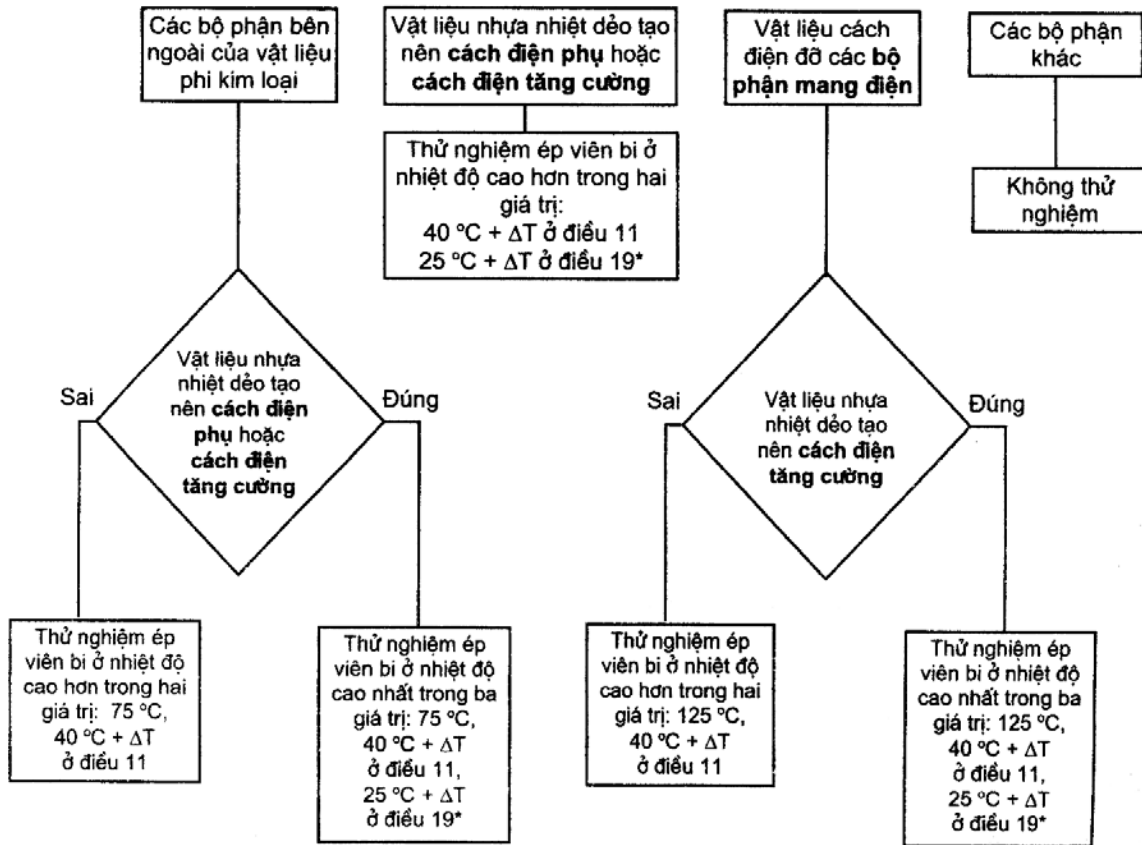 Các bộ phận bên
ngoài của vật liệu
phi kim loại
Vật liệu nhựa nhiệt dẻo tạo
nên cách điện phụ hoặc
cách điện tăng cường
Vật liệu cách
điện đỡ các bộ
phận mang điện
Các bộ phận
khác
Thử nghiệm ép viên bi ở
nhiệt độ cao hơn trong hai
giá trị:
40 °C + ΔT ở điều 11
25 °C + ΔT ở điều 19*
Không thử
nghiệm
Vật liệu nhựa
nhiệt dẻo tạo
nên cách điện
phụ hoặc
cách điện
tăng cường
Sai
Đúng
Vật liệu nhựa
nhiệt dẻo tạo
nên cách điện
tăng cường
Sai
Đúng
Thử nghiệm ép
viên bi ở nhiệt độ
cao hơn trong hai
giá trị: 75 °C,
40 °C + ΔT
ở điều 11
Thử nghiệm ép
viên bi ở nhiệt độ
cao nhất trong ba
giá trị: 75 °C,
40 °C + ΔT
ở điều 11,
25 °C + ΔT
ở điều 19*
Thử nghiệm ép
viên bi ở nhiệt độ
cao hơn trong hai
giá trị: 125 °C,
40 °C + ΔT
ở điều 11
Thử nghiệm ép
viên bi ở nhiệt độ
cao nhất trong ba
giá trị: 125 °C,
40 °C + ΔT
ở điều 11,
25 °C + ΔT
ở điều 19*